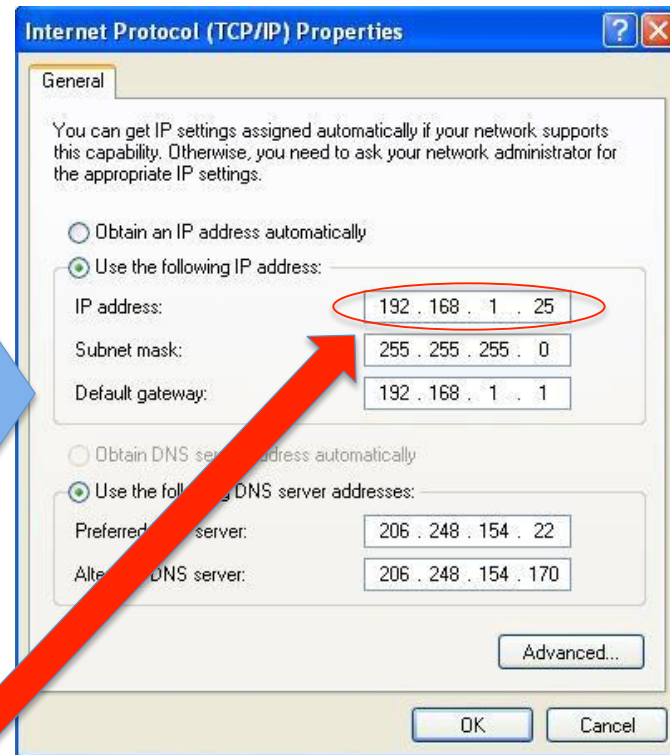 Internet Protocol (TCP/IP) Properties
General
You can get IP settings assigned automatically if your network supports
this capability. Otherwise, you need to ask your network administrator for
the appropriate IP settings.
Obtain an IP address automatically
Use the following IP address:
IP address: 192 . 168 . 1 . 25
Subnet mask: 255 . 255 . 255 . 0
Default gateway: 192 . 168 . 1 . 1
Obtain DNS address automatically
Use the DNS server addresses:
Preferred server: 206 . 248 . 154 . 22
DNS server: 206 . 248 . 154 . 170
Advanced...
OK Cancel